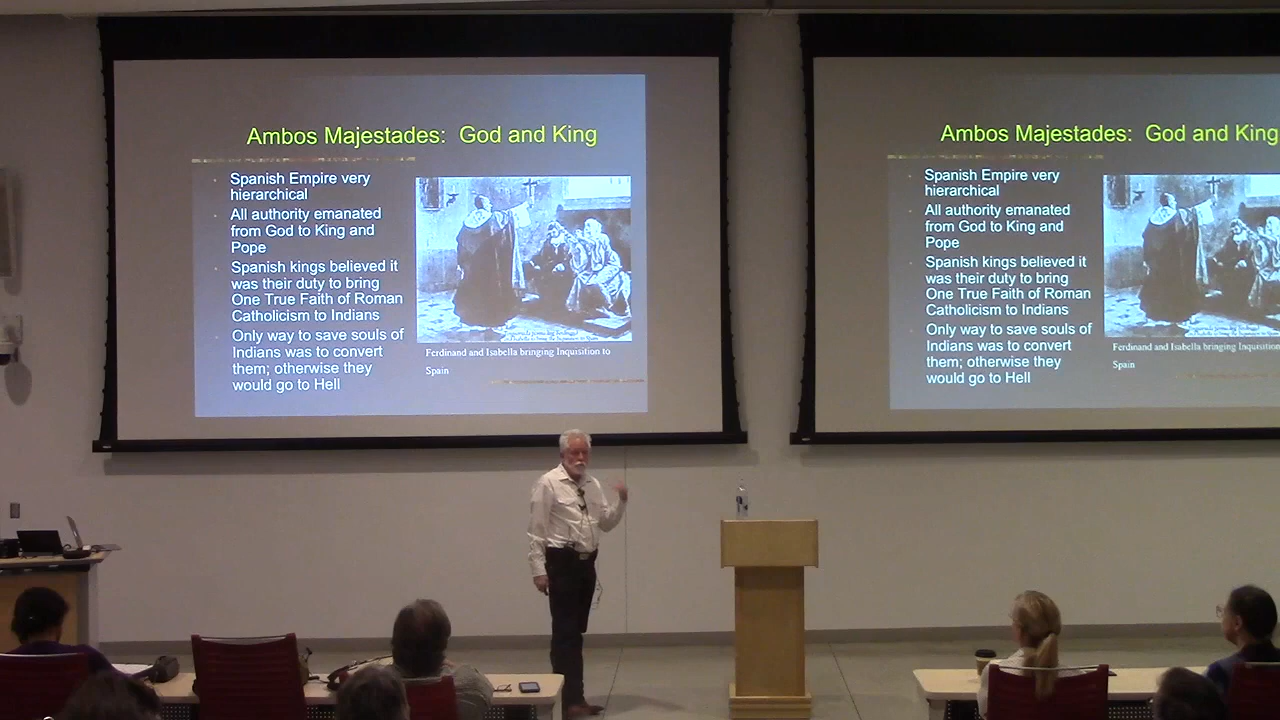 Ambos Majestades: God and King
Spanish Empire very
hierarchical
All authority emanated
from God to King and
Pope
Spanish kings believed it
was their duty to bring
One True Faith of Roman
Catholicism to Indians
Only way to save souls of
Indians was to convert
them; otherwise they
would go to Hell
Ferdinand and Isabella bringing Inquisition to
Spain
Ambos Majestades: God and King
Spanish Empire very
hierarchical
All authority emanated
from God to King and
Pope
Spanish kings believed it
was their duty to bring
One True Faith of Roman
Catholicism to Indians
Only way to save souls of
Indians was to convert
them; otherwise they
would go to Hell
Ferdinand and Isabella bringing Inquisition
Spain